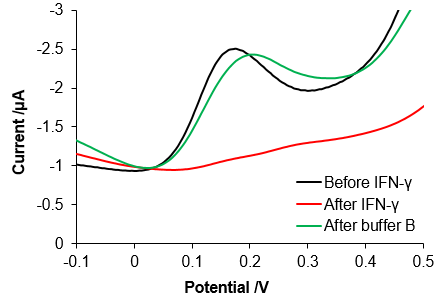 -3
-2.5
-2
-1.5
-1
-0.5
0
Current /µA
Before IFN-γ
After IFN-γ
After buffer B
-0.1 0 0.1 0.2 0.3 0.4 0.5
Potential /V